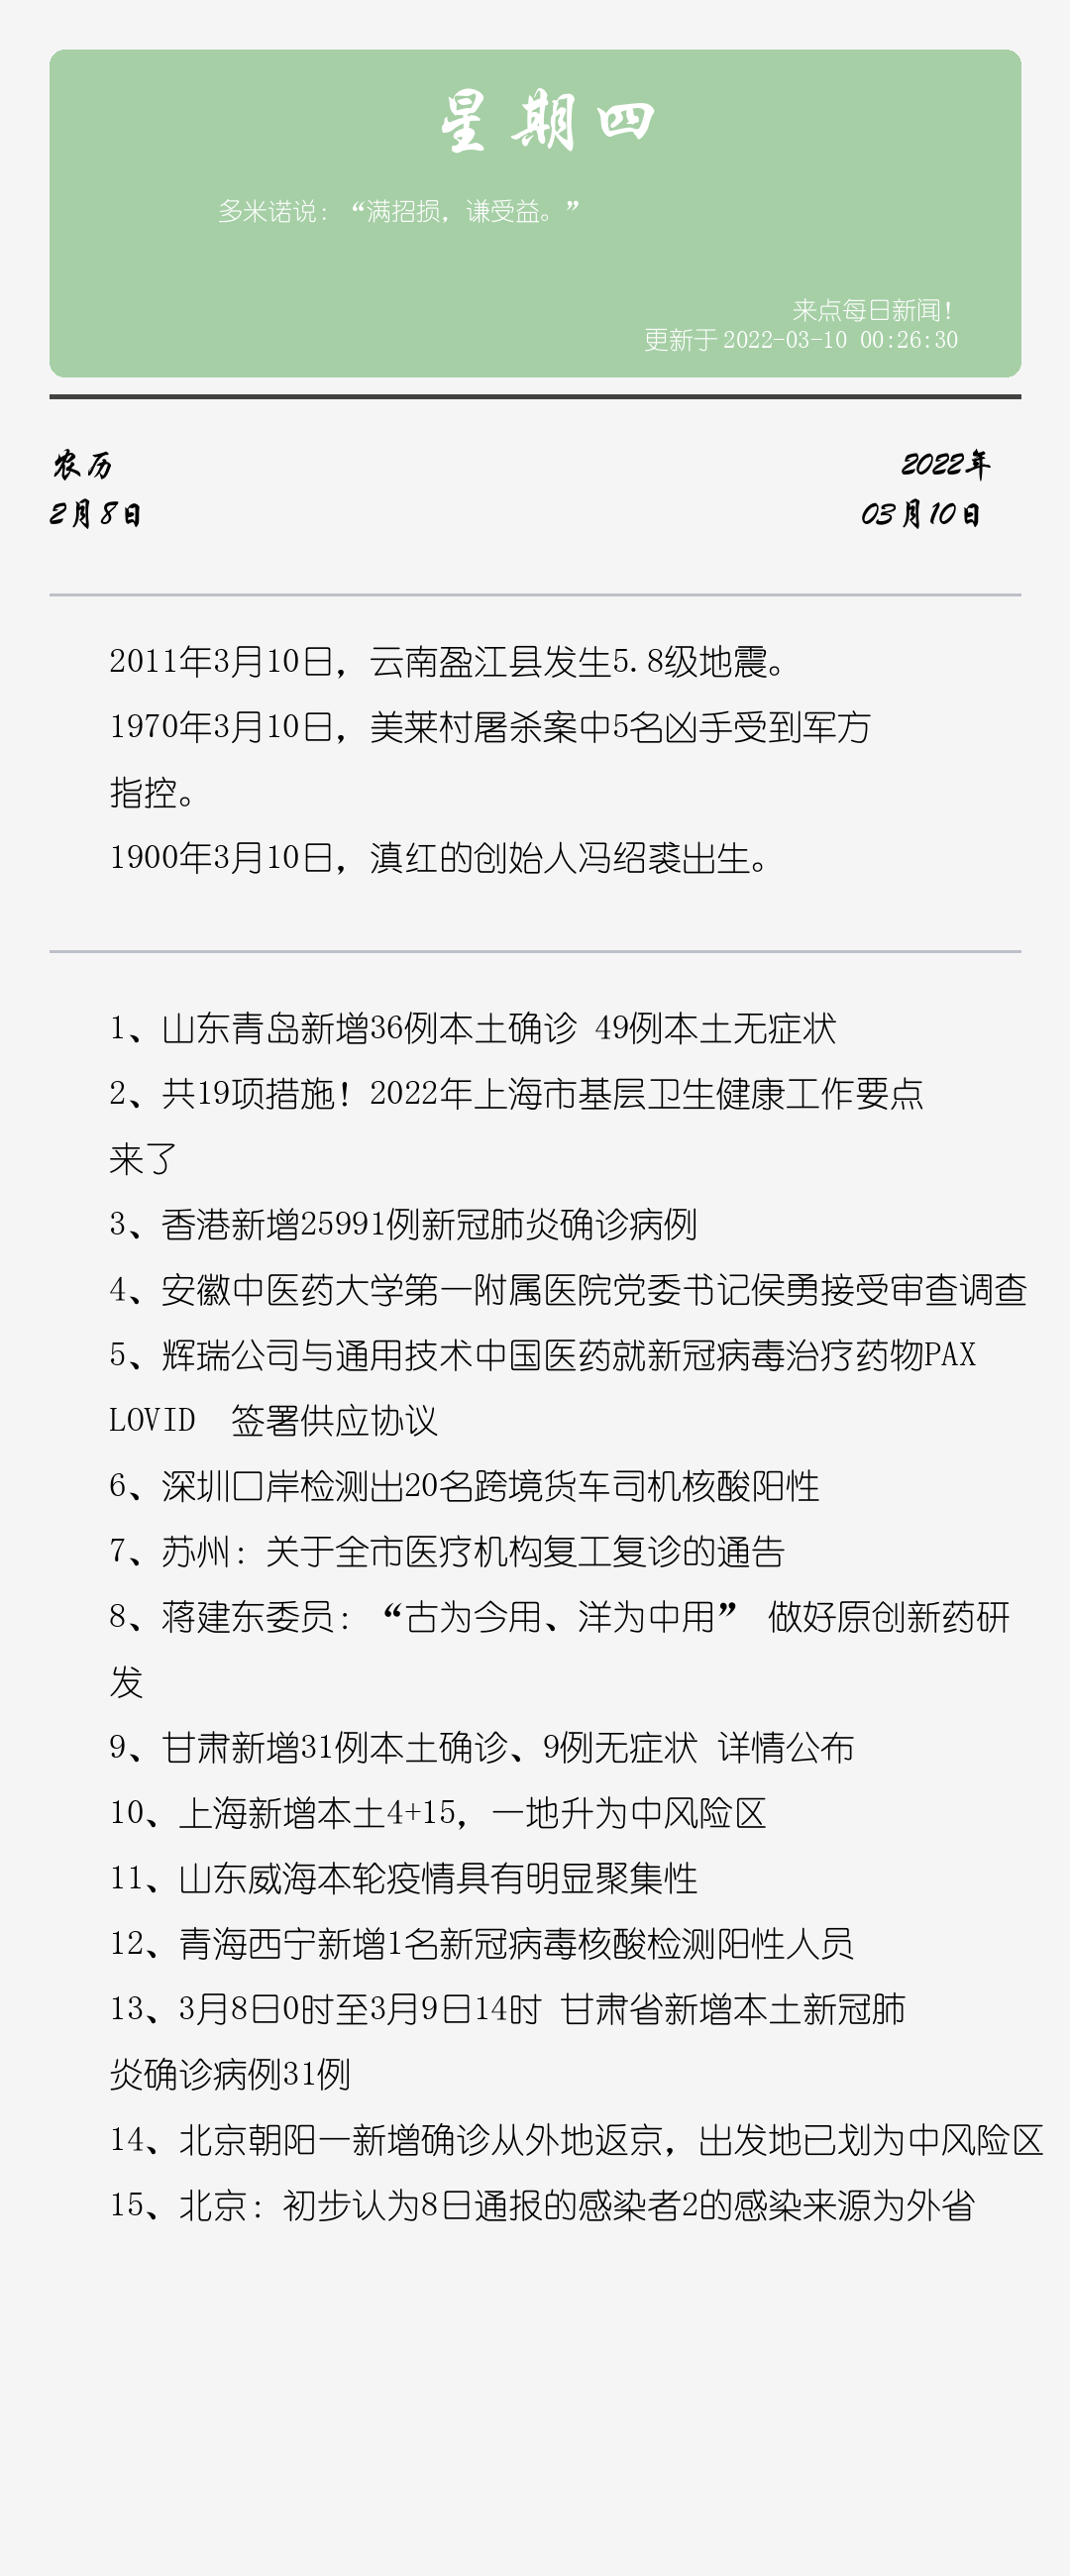 星期四
多米诺说：“满招损，谦受益。”
来点每日新闻！
更新于2022-03-10 00:26:30
农历
2月8日
2022年
03月10日
2011年3月10日，云南盈江县发生5.8级地震。
1970年3月10日，美莱村屠杀案中5名凶手受到军方
指控。
1900年3月10日，滇红的创始人冯绍裘出生。
1、山东青岛新增36例本土确诊 49例本土无症状
2、共19项措施！2022年上海市基层卫生健康工作要点
来了
3、香港新增25991例新冠肺炎确诊病例
4、安徽中医药大学第一附属医院党委书记侯勇接受审查调查
5、辉瑞公司与通用技术中国医药就新冠病毒治疗药物PAX
LOVID  签署供应协议
6、深圳口岸检测出20名跨境货车司机核酸阳性
7、苏州：关于全市医疗机构复工复诊的通告
8、蒋建东委员：“古为今用、洋为中用” 做好原创新药研
发
9、甘肃新增31例本土确诊、9例无症状 详情公布
10、上海新增本土4+15，一地升为中风险区
11、山东威海本轮疫情具有明显聚集性
12、青海西宁新增1名新冠病毒核酸检测阳性人员
13、3月8日0时至3月9日14时 甘肃省新增本土新冠肺
炎确诊病例31例
14、北京朝阳一新增确诊从外地返京，出发地已划为中风险区
15、北京：初步认为8日通报的感染者2的感染来源为外省